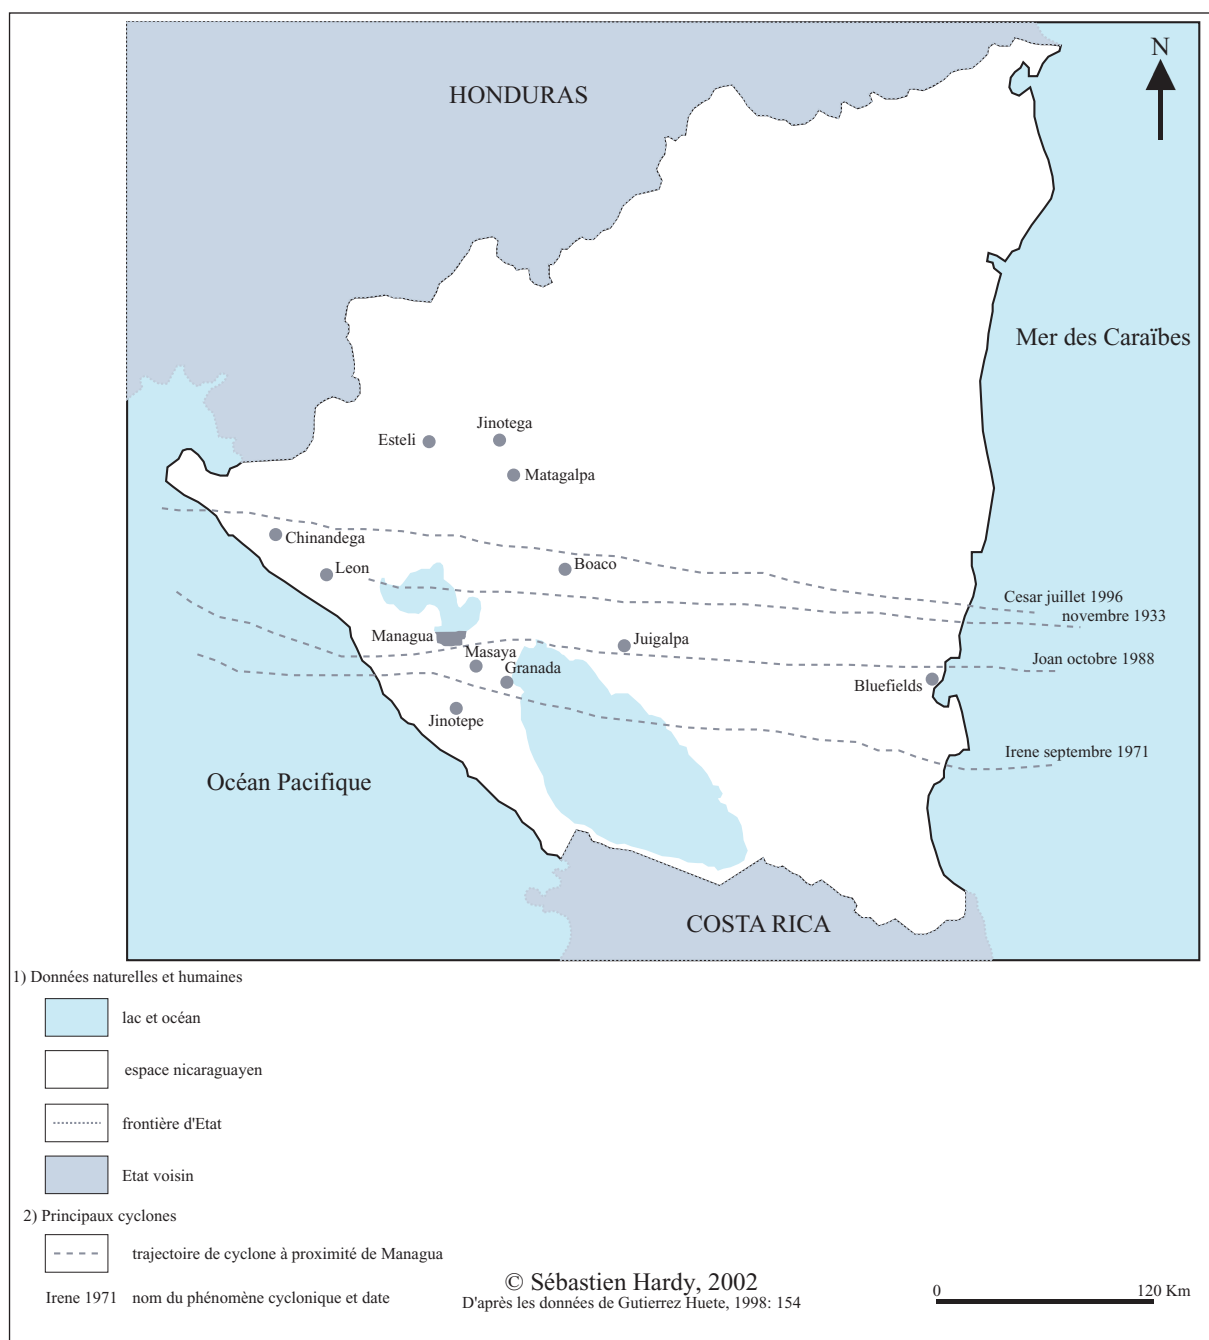 N
HONDURAS
Mer des Caraïbes
Jinotega
Esteli
Matagalpa
Chinandega
Boaco
Leon
Cesar juillet 1996
novembre 1933
Managua
Juigalpa
Masaya
Joan octobre 1988
Granada
Bluefields
Jinotepe
Irene septembre 1971
Océan Pacifique
COSTA RICA
1) Données naturelles et humaines
lac et océan
espace nicaraguayen
frontière d'Etat
Etat voisin
2) Principaux cyclones
trajectoire de cyclone à proximité de Managua
Irene 1971 nom du phénomène cyclonique et date
© Sébastien Hardy, 2002
D'après les données de Gutierrez Huete, 1998: 154
0 120 Km